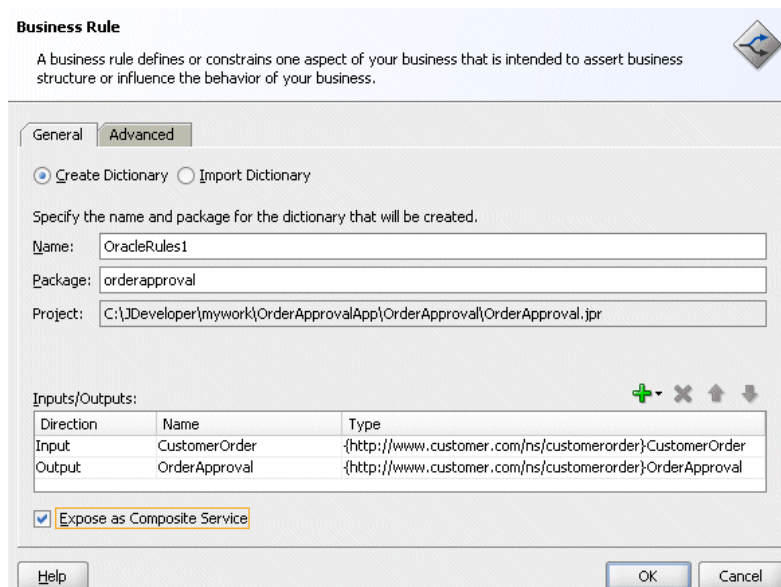 Business Rule
A business rule defines or constrains one aspect of your business that is intended to assert business
structure or influence the behavior of your business.
General Advanced
Create Dictionary Import Dictionary
Specify the name and package for the dictionary that will be created.
Name: OracleRules1
Package: orderapproval
Project: C:\JDeveloper\mywork\OrderApprovalApp\OrderApproval\OrderApproval.jpr
Inputs/Outputs:
Direction Name Type
Input CustomerOrder {http://www.customer.com/ns/customerorder}CustomerOrder
Output OrderApproval {http://www.customer.com/ns/customerorder}OrderApproval
Expose as Composite Service
Help OK Cancel